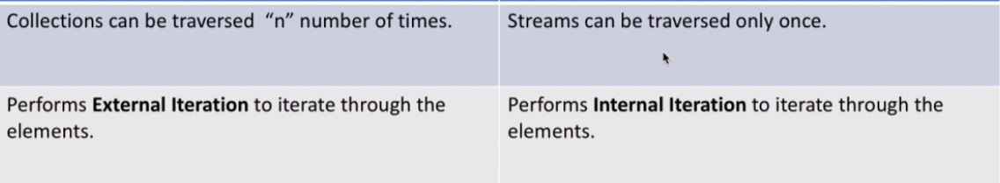 Collections can be traversed “n” number of times.
Streams can be traversed only once.
Performs External Iteration to iterate through the
elements.
Performs Internal Iteration to iterate through the
elements.